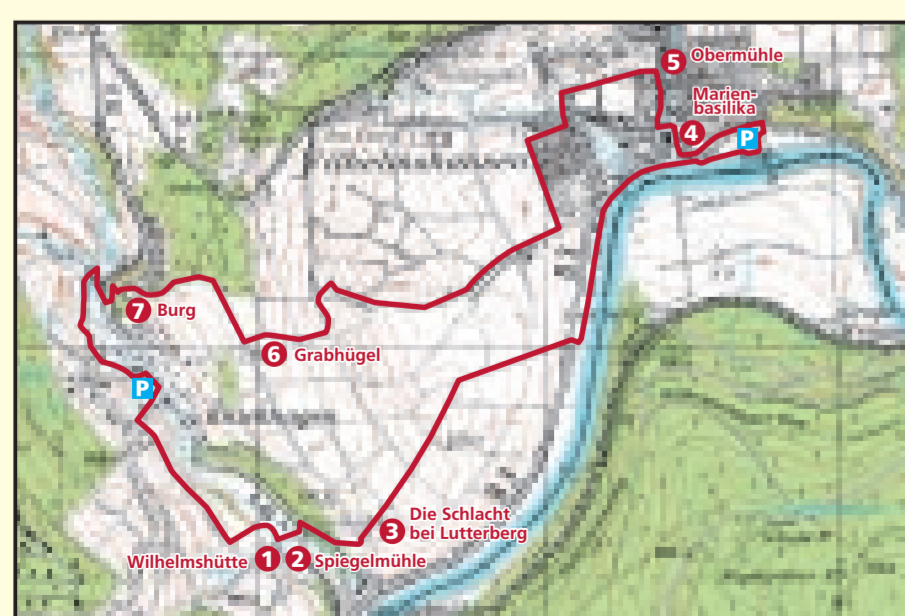 5 Obermühle
Marien-
basilika
4
P
7 Burg
6 Grabhügel
P
3 Die Schlacht
bei Lutterberg
Wilhelmshütte 1 2 Spiegelmühle